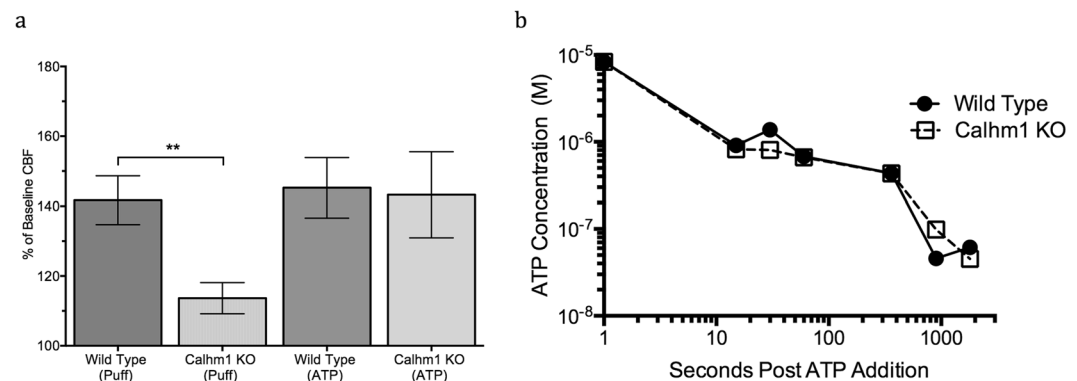 a
180
160
140
120
100
% of Baseline CBF
**
Wild Type
(Puff)
Calhm1 KO
(Puff)
Wild Type
(ATP)
Calhm1 KO
(ATP)
b
10-5
10-6
10-7
10-8
ATP Concentration (M)
Wild Type
Calhm1 KO
1
10
100
1000
Seconds Post ATP Addition